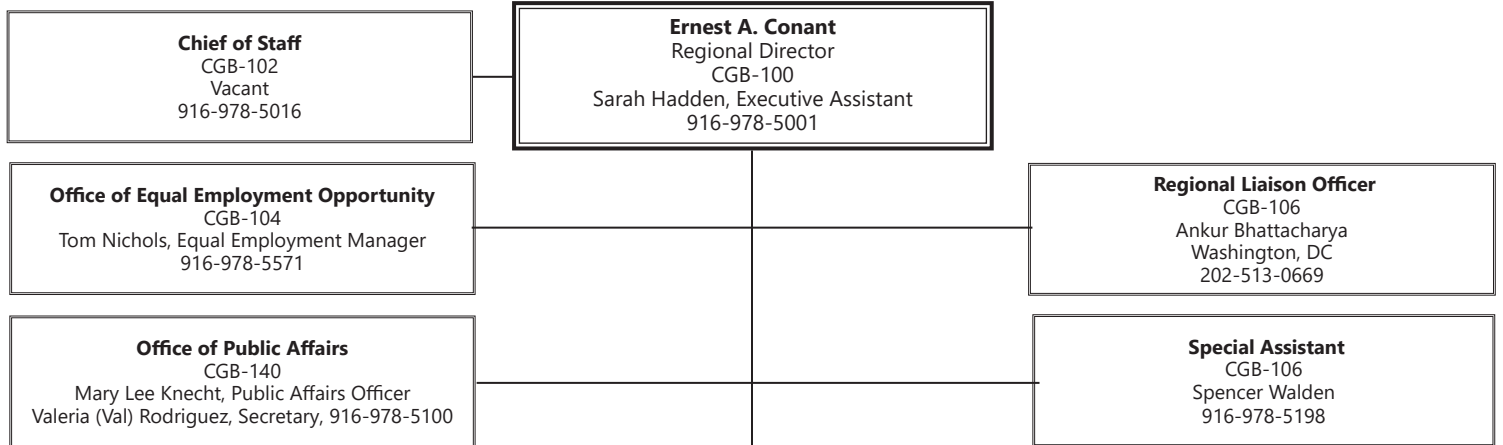 Chief of Staff
CGB-102
Vacant
916-978-5016
Ernest A. Conant
Regional Director
CGB-100
Sarah Hadden, Executive Assistant
916-978-5001
Office of Equal Employment Opportunity
CGB-104
Tom Nichols, Equal Employment Manager
916-978-5571
Regional Liaison Officer
CGB-106
Ankur Bhattacharya
Washington, DC
202-513-0669
Office of Public Affairs
CGB-140
Mary Lee Knecht, Public Affairs Officer
Valeria (Val) Rodriguez, Secretary, 916-978-5100
Special Assistant
CGB-106
Spencer Walden
916-978-5198